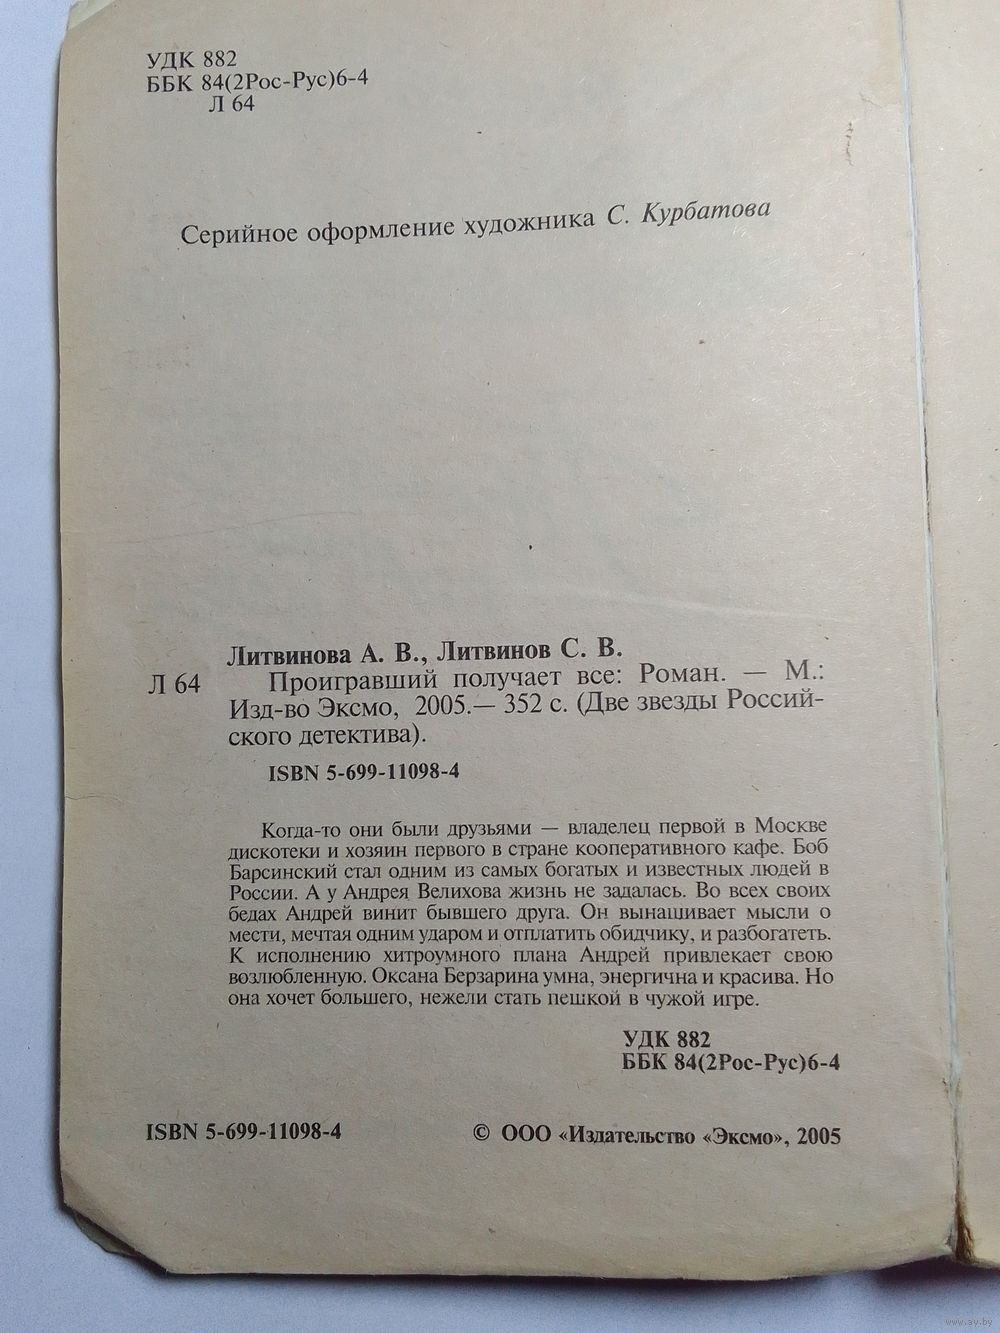 УДК 882
ББК 84(2Рос-Рус)6-4
Л 64
Серийное оформление художника С. Курбатова
Литвинова А. В., Литвинов С. В.
Л 64 Проигравший получает все: Роман. — М.:
Изд-во Эксмо, 2005.— 352 с. (Две звезды Россий-
ского детектива).
ISBN 5-699-11098-4
Когда-то они были друзьями — владелец первой в Москве
дискотеки и хозяин первого в стране кооперативного кафе. Боб
Барсинский стал одним из самых богатых и известных людей в
России. А у Андрея Велихова жизнь не задалась. Во всех своих
бедах Андрей винит бывшего друга. Он вынашивает мысли о
мести, мечтая одним ударом и отплатить обидчику, и разбогатеть.
К исполнению хитроумного плана Андрей привлекает свою
возлюбленную. Оксана Берзарина умна, энергична и красива. Но
она хочет большего, нежели стать пешкой в чужой игре.
УДК 882
ББК 84(2Рос-Рус)6-4
ISBN 5-699-11098-4
© ООО «Издательство «Эксмо», 2005
www.ay.by